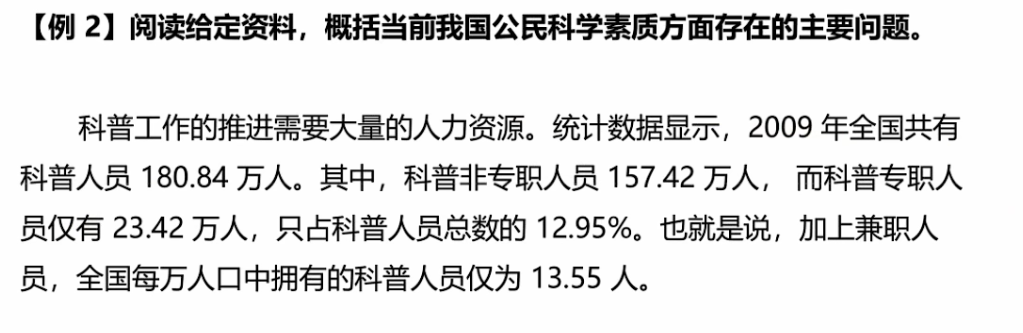 【例 2】阅读给定资料，概括当前我国公民科学素质方面存在的主要问题。
科普工作的推进需要大量的人力资源。统计数据显示，2009 年全国共有
科普人员 180.84 万人。其中，科普非专职人员 157.42 万人， 而科普专职人
员仅有 23.42 万人，只占科普人员总数的 12.95%。也就是说，加上兼职人
员，全国每万人口中拥有的科普人员仅为 13.55 人。